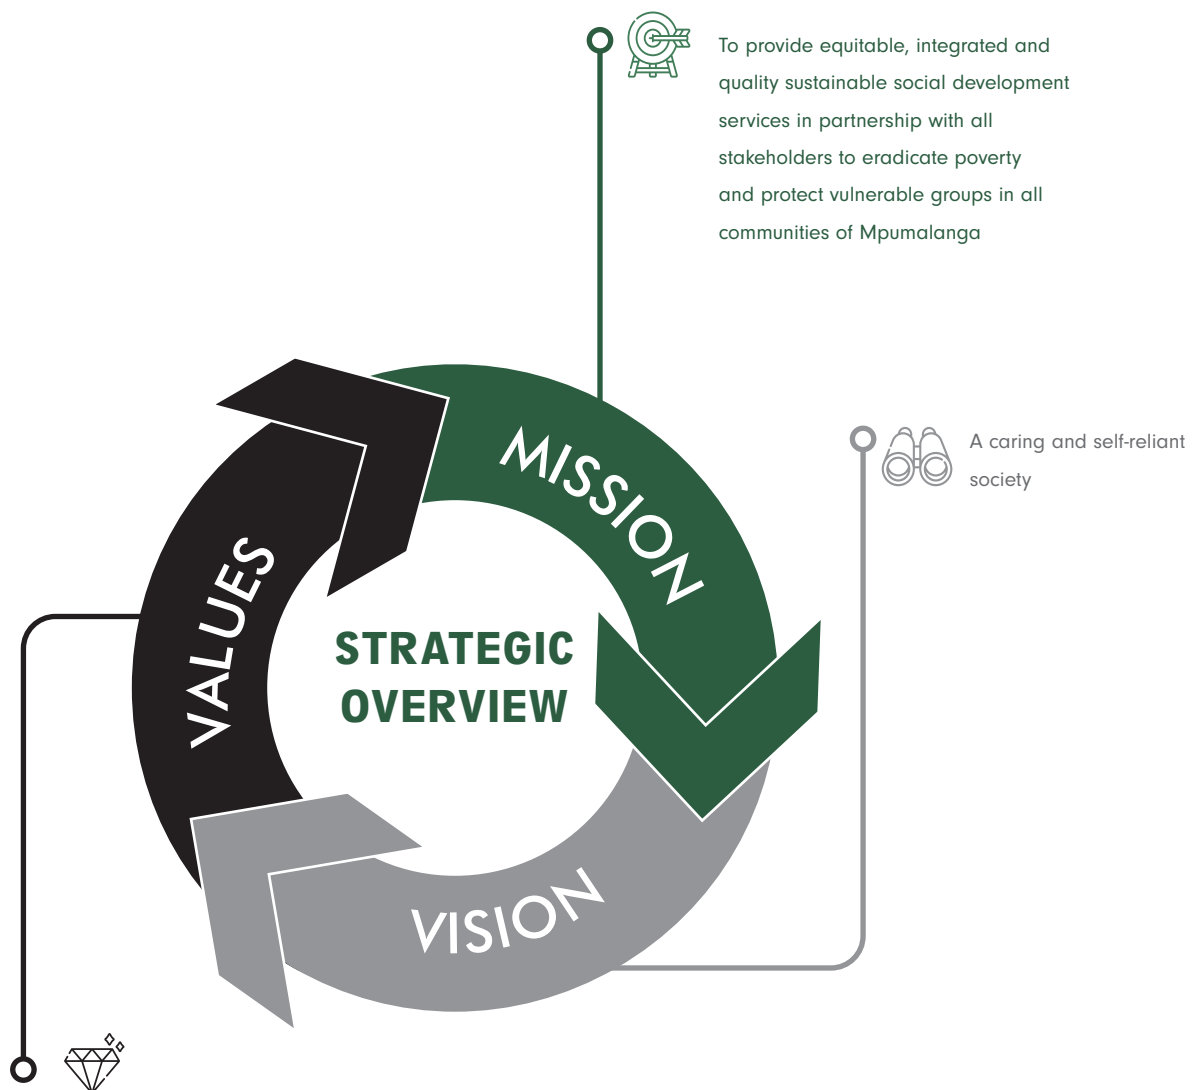 To provide equitable, integrated and
quality sustainable social development
services in partnership with all
stakeholders to eradicate poverty
and protect vulnerable groups in all
communities of Mpumalanga
A caring and self-reliant
society
MISSION
VALUES
STRATEGIC
OVERVIEW
VISION